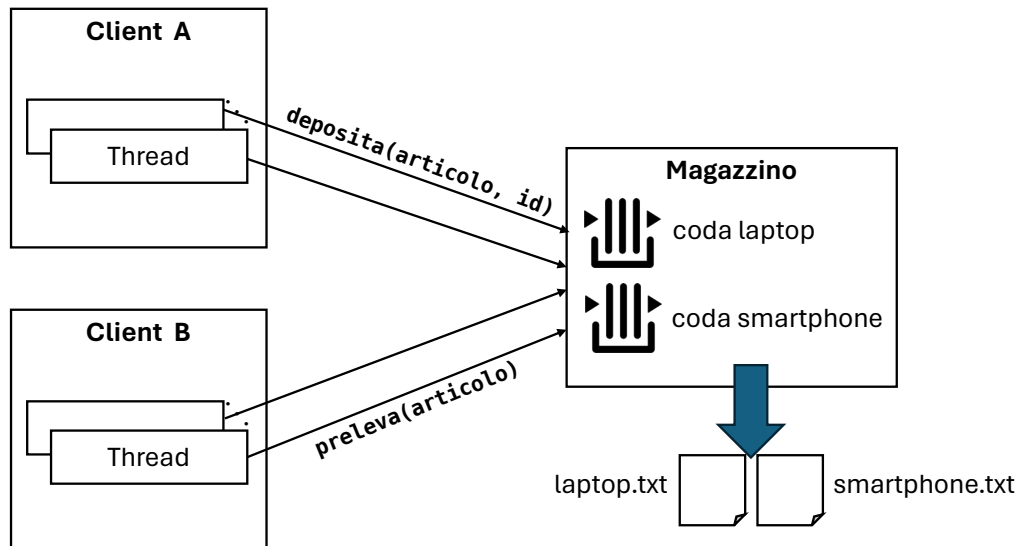 Client A
Thread
deposita(articolo, id)
Magazzino
coda laptop
coda smartphone
Client B
Thread
preleva(articolo)
laptop.txt
smartphone.txt